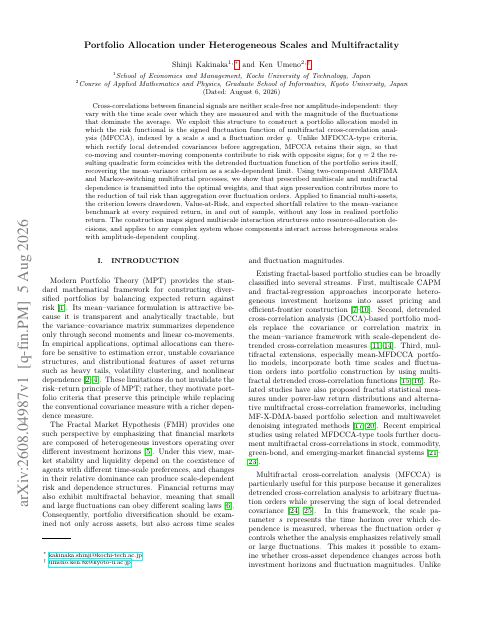 Portfolio Allocation under Heterogeneous Scales and Multifractality
Shinji Kakinaka1, * and Ken Umeno2, †
1School of Economics and Management, Kochi University of Technology, Japan
2Course of Applied Mathematics and Physics, Graduate School of Informatics, Kyoto University, Japan
(Dated: August 6, 2026)
Cross-correlations between financial signals are neither scale-free nor amplitude-independent: they
vary with the time scale over which they are measured and with the magnitude of the fluctuations
that dominate the average. We exploit this structure to construct a portfolio allocation model in
which the risk functional is the signed fluctuation function of multifractal cross-correlation anal-
ysis (MFCCA), indexed by a scale s and a fluctuation order q. Unlike MFDCCA-type criteria,
which rectify local detrended covariances before aggregation, MFCCA retains their sign, so that
co-moving and counter-moving components contribute to risk with opposite signs; for q = 2 the re-
sulting quadratic form coincides with the detrended fluctuation function of the portfolio series itself,
recovering the mean–variance criterion as a scale-dependent limit. Using two-component ARFIMA
and Markov-switching multifractal processes, we show that prescribed multiscale and multifractal
dependence is transmitted into the optimal weights, and that sign preservation contributes more to
the reduction of tail risk than aggregation over fluctuation orders. Applied to financial multi-assets,
the criterion lowers drawdown, Value-at-Risk, and expected shortfall relative to the mean–variance
benchmark at every required return, in and out of sample, without any loss in realized portfolio
return. The construction maps signed multiscale interaction structures onto resource-allocation de-
cisions, and applies to any complex system whose components interact across heterogeneous scales
with amplitude-dependent coupling.
I. INTRODUCTION
Modern Portfolio Theory (MPT) provides the stan-
dard mathematical framework for constructing diver-
sified portfolios by balancing expected return against
risk [1]. Its mean–variance formulation is attractive be-
cause it is transparent and analytically tractable, but
the variance-covariance matrix summarizes dependence
only through second moments and linear co-movements.
In empirical applications, optimal allocations can there-
fore be sensitive to estimation error, unstable covariance
structures, and distributional features of asset returns
such as heavy tails, volatility clustering, and nonlinear
dependence [2–4]. These limitations do not invalidate the
risk–return principle of MPT; rather, they motivate port-
folio criteria that preserve this principle while replacing
the conventional covariance measure with a richer depen-
dence measure.
The Fractal Market Hypothesis (FMH) provides one
such perspective by emphasizing that financial markets
are composed of heterogeneous investors operating over
different investment horizons [5]. Under this view, mar-
ket stability and liquidity depend on the coexistence of
agents with different time-scale preferences, and changes
in their relative dominance can produce scale-dependent
risk and dependence structures. Financial returns may
also exhibit multifractal behavior, meaning that small
and large fluctuations can obey different scaling laws [6].
Consequently, portfolio diversification should be exam-
ined not only across assets, but also across time scales
* kakinaka.shinji@kochi-tech.ac.jp
† umeno.ken.8z@kyoto-u.ac.jp
and fluctuation magnitudes.
Existing fractal-based portfolio studies can be broadly
classified into several streams. First, multiscale CAPM
and fractal-regression approaches incorporate hetero-
geneous investment horizons into asset pricing and
efficient-frontier construction [7–10]. Second, detrended
cross-correlation analysis (DCCA)-based portfolio mod-
els replace the covariance or correlation matrix in
the mean–variance framework with scale-dependent de-
trended cross-correlation measures [11–14]. Third, mul-
tifractal extensions, especially mean-MFDCCA portfo-
lio models, incorporate both time scales and fluctua-
tion orders into portfolio construction by using multi-
fractal detrended cross-correlation functions [15, 16]. Re-
lated studies have also proposed fractal statistical mea-
sures under power-law return distributions and alterna-
tive multifractal cross-correlation frameworks, including
MF-X-DMA-based portfolio selection and multiwavelet
denoising integrated methods [17–20]. Recent empirical
studies using related MFDCCA-type tools further docu-
ment multifractal cross-correlations in stock, commodity,
green-bond, and emerging-market financial systems [21–
23].
Multifractal cross-correlation analysis (MFCCA) is
particularly useful for this purpose because it generalizes
detrended cross-correlation analysis to arbitrary fluctua-
tion orders while preserving the sign of local detrended
covariance [24, 25]. In this framework, the scale pa-
rameter s represents the time horizon over which de-
pendence is measured, whereas the fluctuation order q
controls whether the analysis emphasizes relatively small
or large fluctuations. This makes it possible to exam-
ine whether cross-asset dependence changes across both
investment horizons and fluctuation magnitudes. Unlike
arXiv:2608.04987v1 [q-fin.PM] 5 Aug 2026